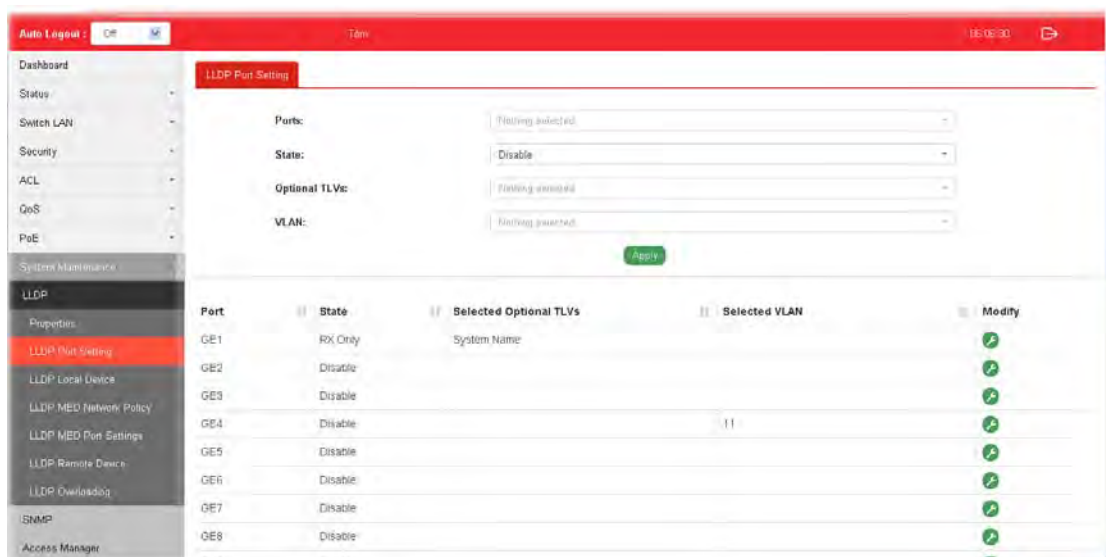 Auto Logout : Off
Dashboard
Status
Switch LAN
Security
ACL
QoS
PoE
System Maintenance
LLDP
Properties
LLDP Port Setting
LLDP Local Device
LLDP MED Network Policy
LLDP MED Port Settings
LLDP Remote Device
LLDP Overloading
SNMP
Access Manager
LLDP Port Setting
Ports: Nothing selected
State: Disable
Optional TLVs: Nothing selected
VLAN: Nothing selected
Apply
Port State Selected Optional TLVs Selected VLAN Modify
GE1 RX Only System Name
GE2 Disable
GE3 Disable
GE4 Disable
GE5 Disable
GE6 Disable
GE7 Disable
GE8 Disable